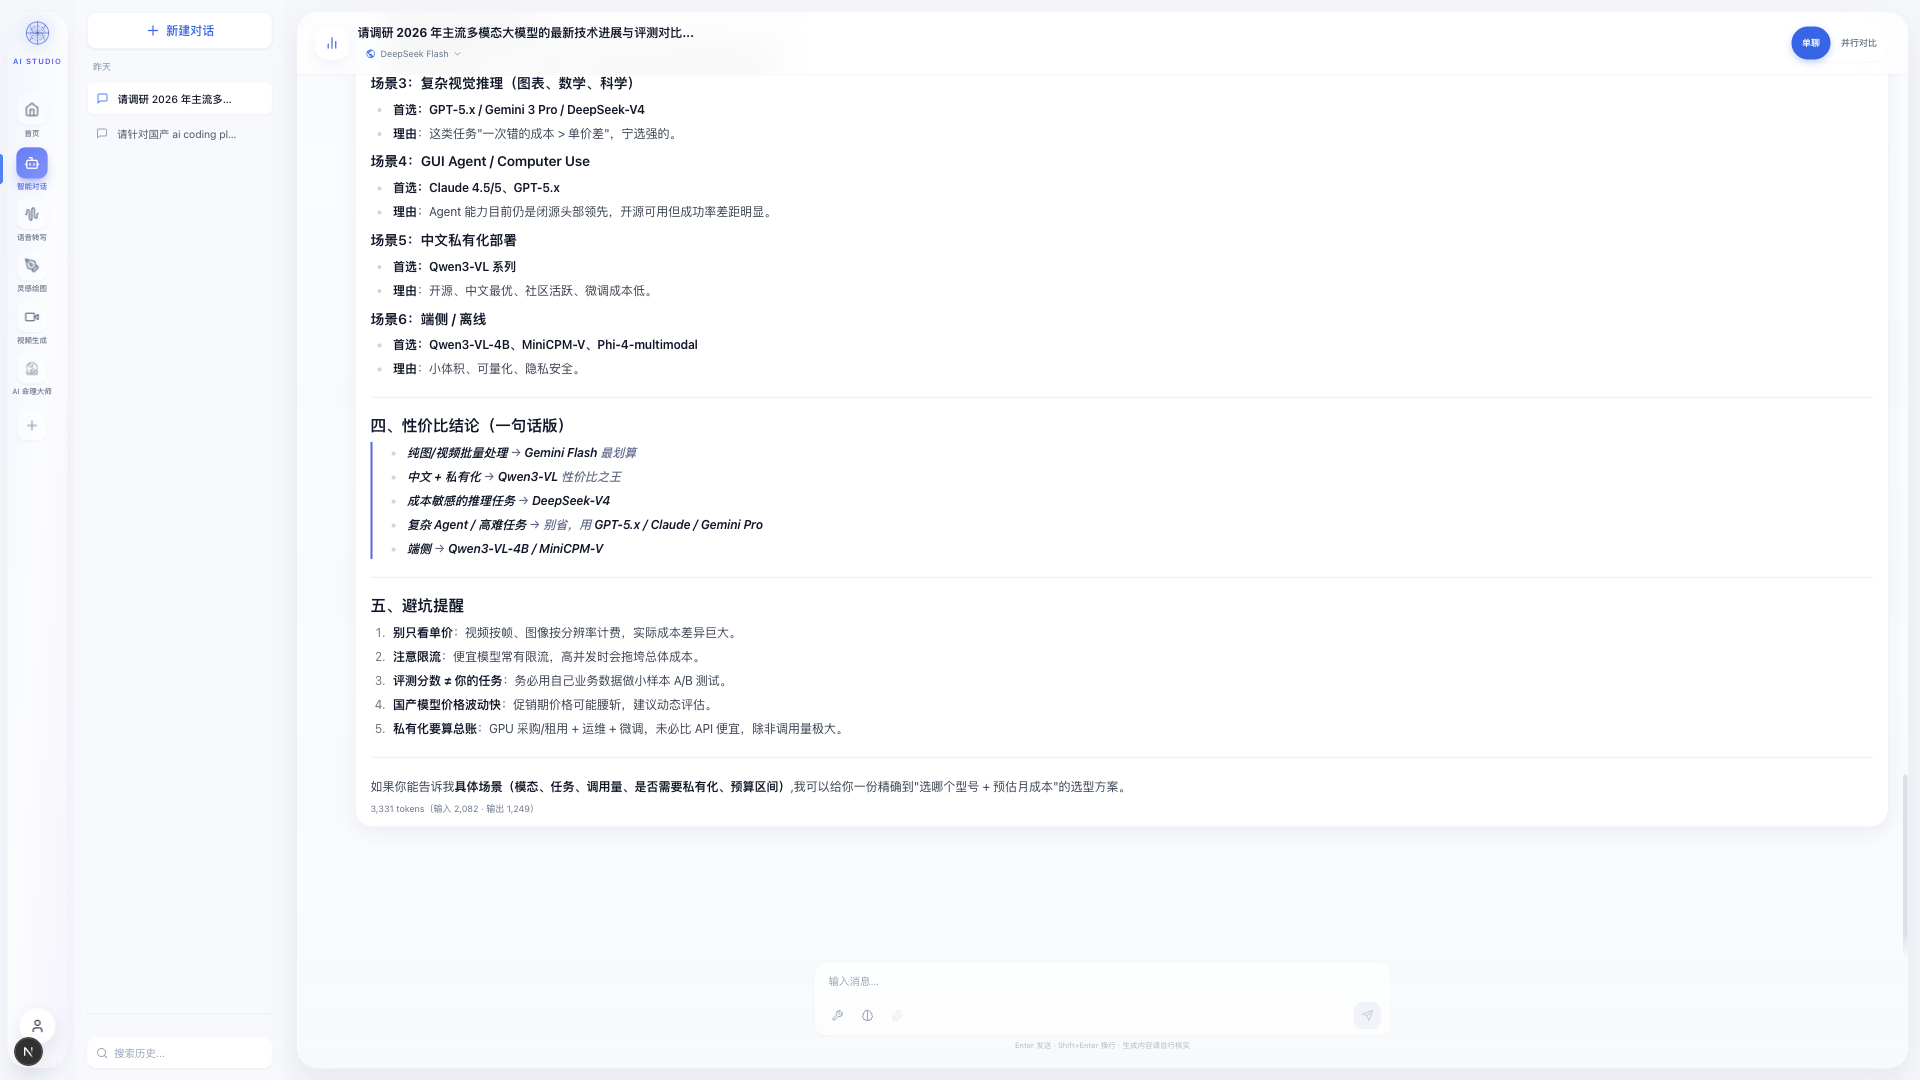 AI STUDIO
首页
智能对话
语音转写
灵感绘图
视频生成
AI 命理大师
N
新建对话
昨天
请调研 2026 年主流多...
请针对国产 ai coding pl...
搜索历史...
请调研 2026 年主流多模态大模型的最新技术进展与评测对比...
DeepSeek Flash
单聊
并行对比
场景3：复杂视觉推理（图表、数学、科学）
首选：GPT-5.x / Gemini 3 Pro / DeepSeek-V4
理由：这类任务"一次错的成本 > 单价差"，宁选强的。
场景4：GUI Agent / Computer Use
首选：Claude 4.5/5、GPT-5.x
理由：Agent 能力目前仍是闭源头部领先，开源可用但成功率差距明显。
场景5：中文私有化部署
首选：Qwen3-VL 系列
理由：开源、中文最优、社区活跃、微调成本低。
场景6：端侧 / 离线
首选：Qwen3-VL-4B、MiniCPM-V、Phi-4-multimodal
理由：小体积、可量化、隐私安全。
四、性价比结论（一句话版）
纯图/视频批量处理 → Gemini Flash 最划算
中文 + 私有化 → Qwen3-VL 性价比之王
成本敏感的推理任务 → DeepSeek-V4
复杂 Agent / 高难任务 → 别省，用 GPT-5.x / Claude / Gemini Pro
端侧 → Qwen3-VL-4B / MiniCPM-V
五、避坑提醒
1. 别只看单价：视频按帧、图像按分辨率计费，实际成本差异巨大。
2. 注意限流：便宜模型常有限流，高并发时会拖垮总体成本。
3. 评测分数 ≠ 你的任务：务必用自己业务数据做小样本 A/B 测试。
4. 国产模型价格波动快：促销期价格可能腰斩，建议动态评估。
5. 私有化要算总账：GPU 采购/租用 + 运维 + 微调，未必比 API 便宜，除非调用量极大。
如果你能告诉我具体场景（模态、任务、调用量、是否需要私有化、预算区间）,我可以给你一份精确到"选哪个型号 + 预估月成本"的选型方案。
3,331 tokens（输入 2,082 · 输出 1,249）
输入消息...
Enter 发送 · Shift+Enter 换行 · 生成内容请自行核实